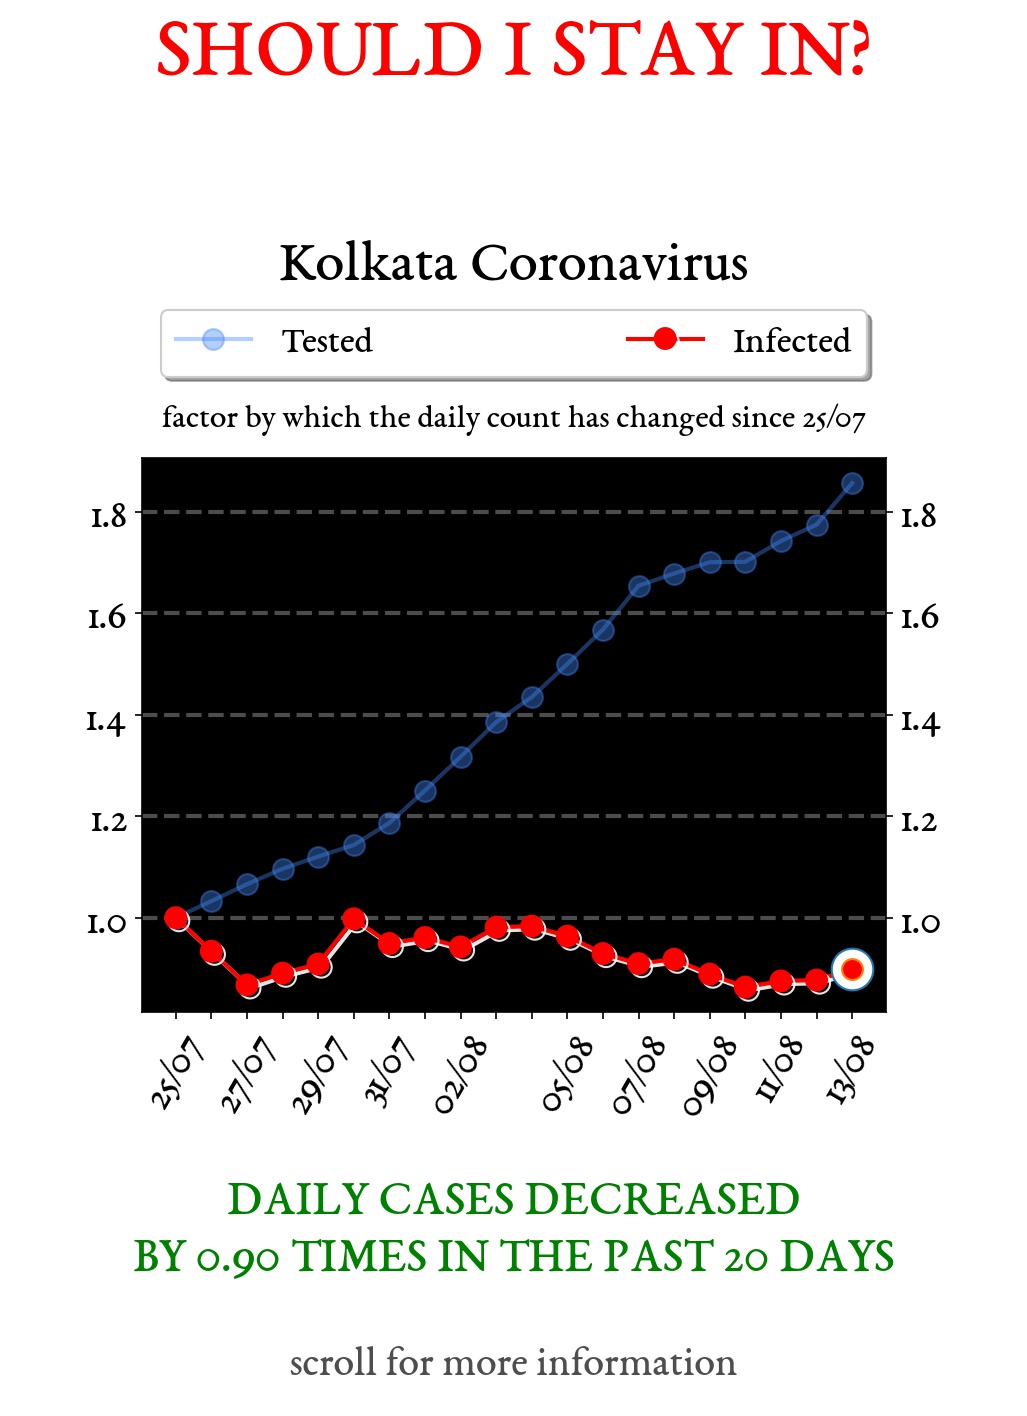 SHOULD I STAY IN?
Kolkata Coronavirus
Tested Infected
factor by which the daily count has changed since 25/07
1.8 1.8
1.6 1.6
1.4 1.4
1.2 1.2
1.0 1.0
25/07 27/07 29/07 31/07 02/08 05/08 07/08 09/08 11/08 13/08
DAILY CASES DECREASED
BY 0.90 TIMES IN THE PAST 20 DAYS
scroll for more information